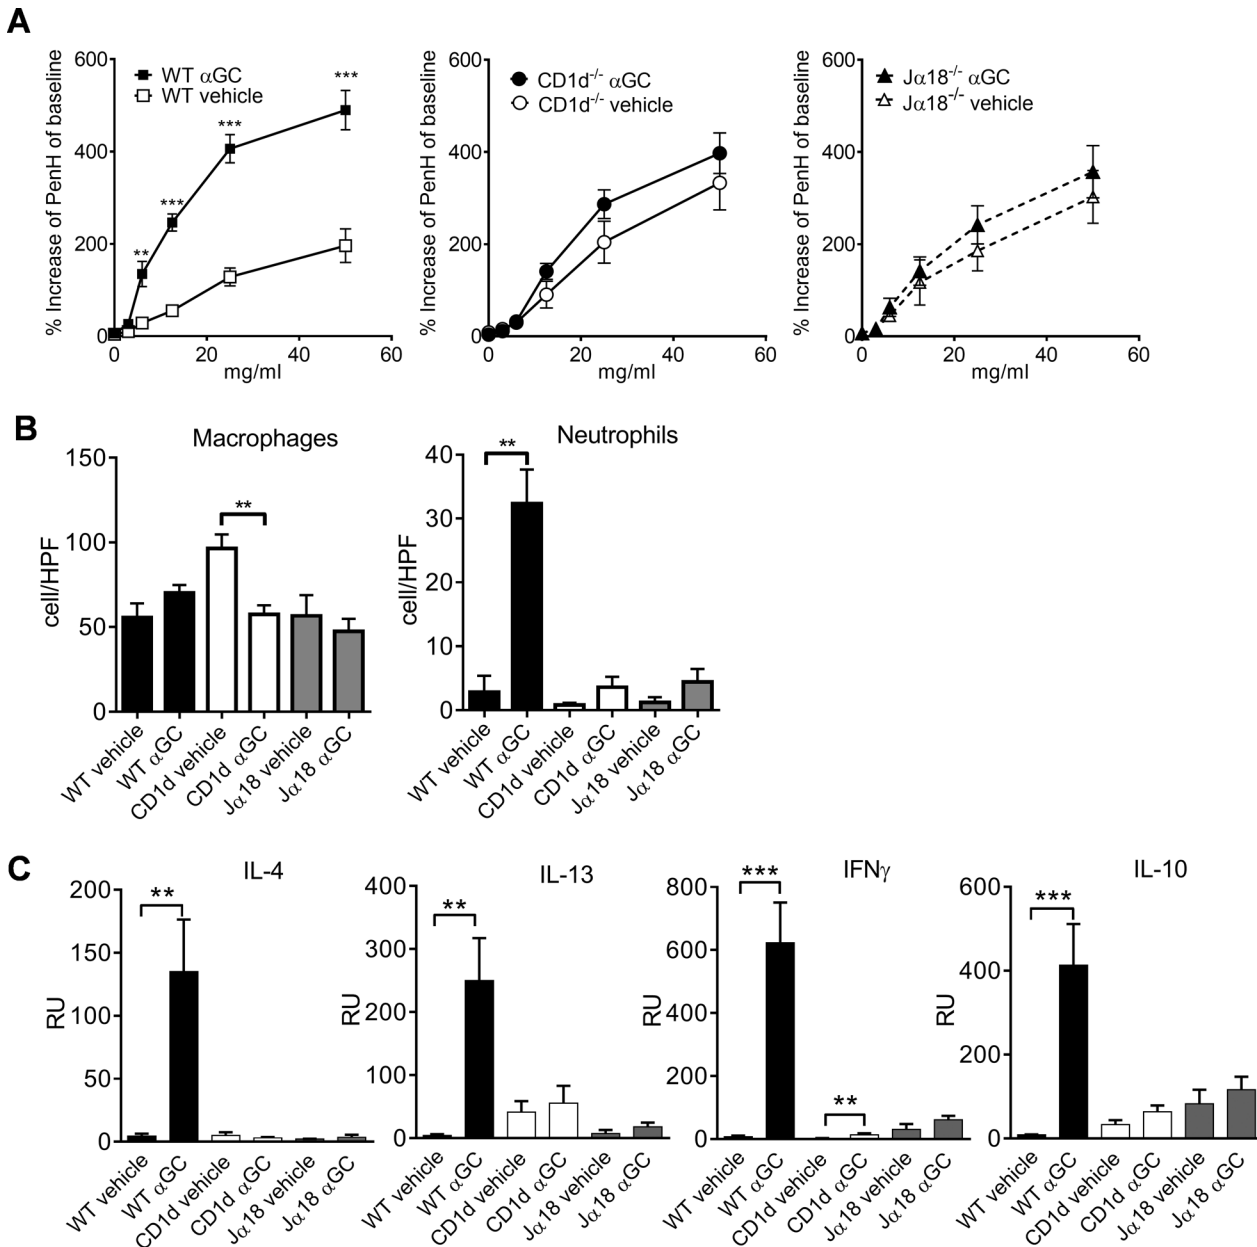 A
% Increase of PenH of baseline
600
400
200
0
WT αGC
WT vehicle
**
***
***
***
0
20
40
60
mg/ml
% Increase of PenH of baseline
600
400
200
0
CD1d-/- αGC
CD1d-/- vehicle
0
20
40
60
mg/ml
% Increase of PenH of baseline
600
400
200
0
Jα18-/- αGC
Jα18-/- vehicle
0
20
40
60
mg/ml
B
Macrophages
cell/HPF
150
100
50
0
**
WT vehicle
WT αGC
CD1d vehicle
CD1d αGC
Jα18 vehicle
Jα18 αGC
Neutrophils
cell/HPF
40
30
20
10
0
**
WT vehicle
WT αGC
CD1d vehicle
CD1d αGC
Jα18 vehicle
Jα18 αGC
C
IL-4
RU
200
150
100
50
0
**
WT vehicle
WT αGC
CD1d vehicle
CD1d αGC
Jα18 vehicle
Jα18 αGC
IL-13
RU
400
300
200
100
0
**
WT vehicle
WT αGC
CD1d vehicle
CD1d αGC
Jα18 vehicle
Jα18 αGC
IFNγ
RU
800
600
400
200
0
***
**
WT vehicle
WT αGC
CD1d vehicle
CD1d αGC
Jα18 vehicle
Jα18 αGC
IL-10
RU
600
400
200
0
***
WT vehicle
WT αGC
CD1d vehicle
CD1d αGC
Jα18 vehicle
Jα18 αGC